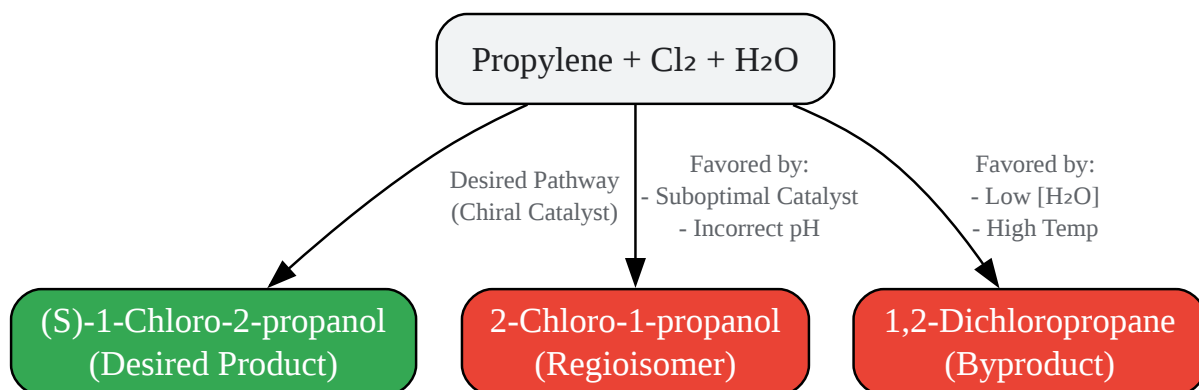 Propylene + Cl₂ + H₂O
Desired Pathway
(Chiral Catalyst)
Favored by:
- Suboptimal Catalyst
- Incorrect pH
Favored by:
- Low [H₂O]
- High Temp
(S)-1-Chloro-2-propanol
(Desired Product)
2-Chloro-1-propanol
(Regioisomer)
1,2-Dichloropropane
(Byproduct)